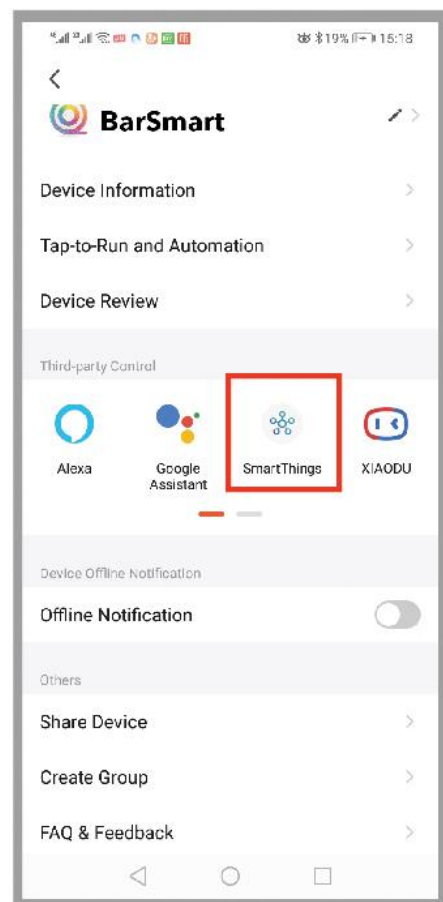 19% 15:18
BarSmart
Device Information
Tap-to-Run and Automation
Device Review
Third-party Control
Alexa
Google Assistant
SmartThings
XIAODU
Device Offline Notification
Offline Notification
Others
Share Device
Create Group
FAQ & Feedback